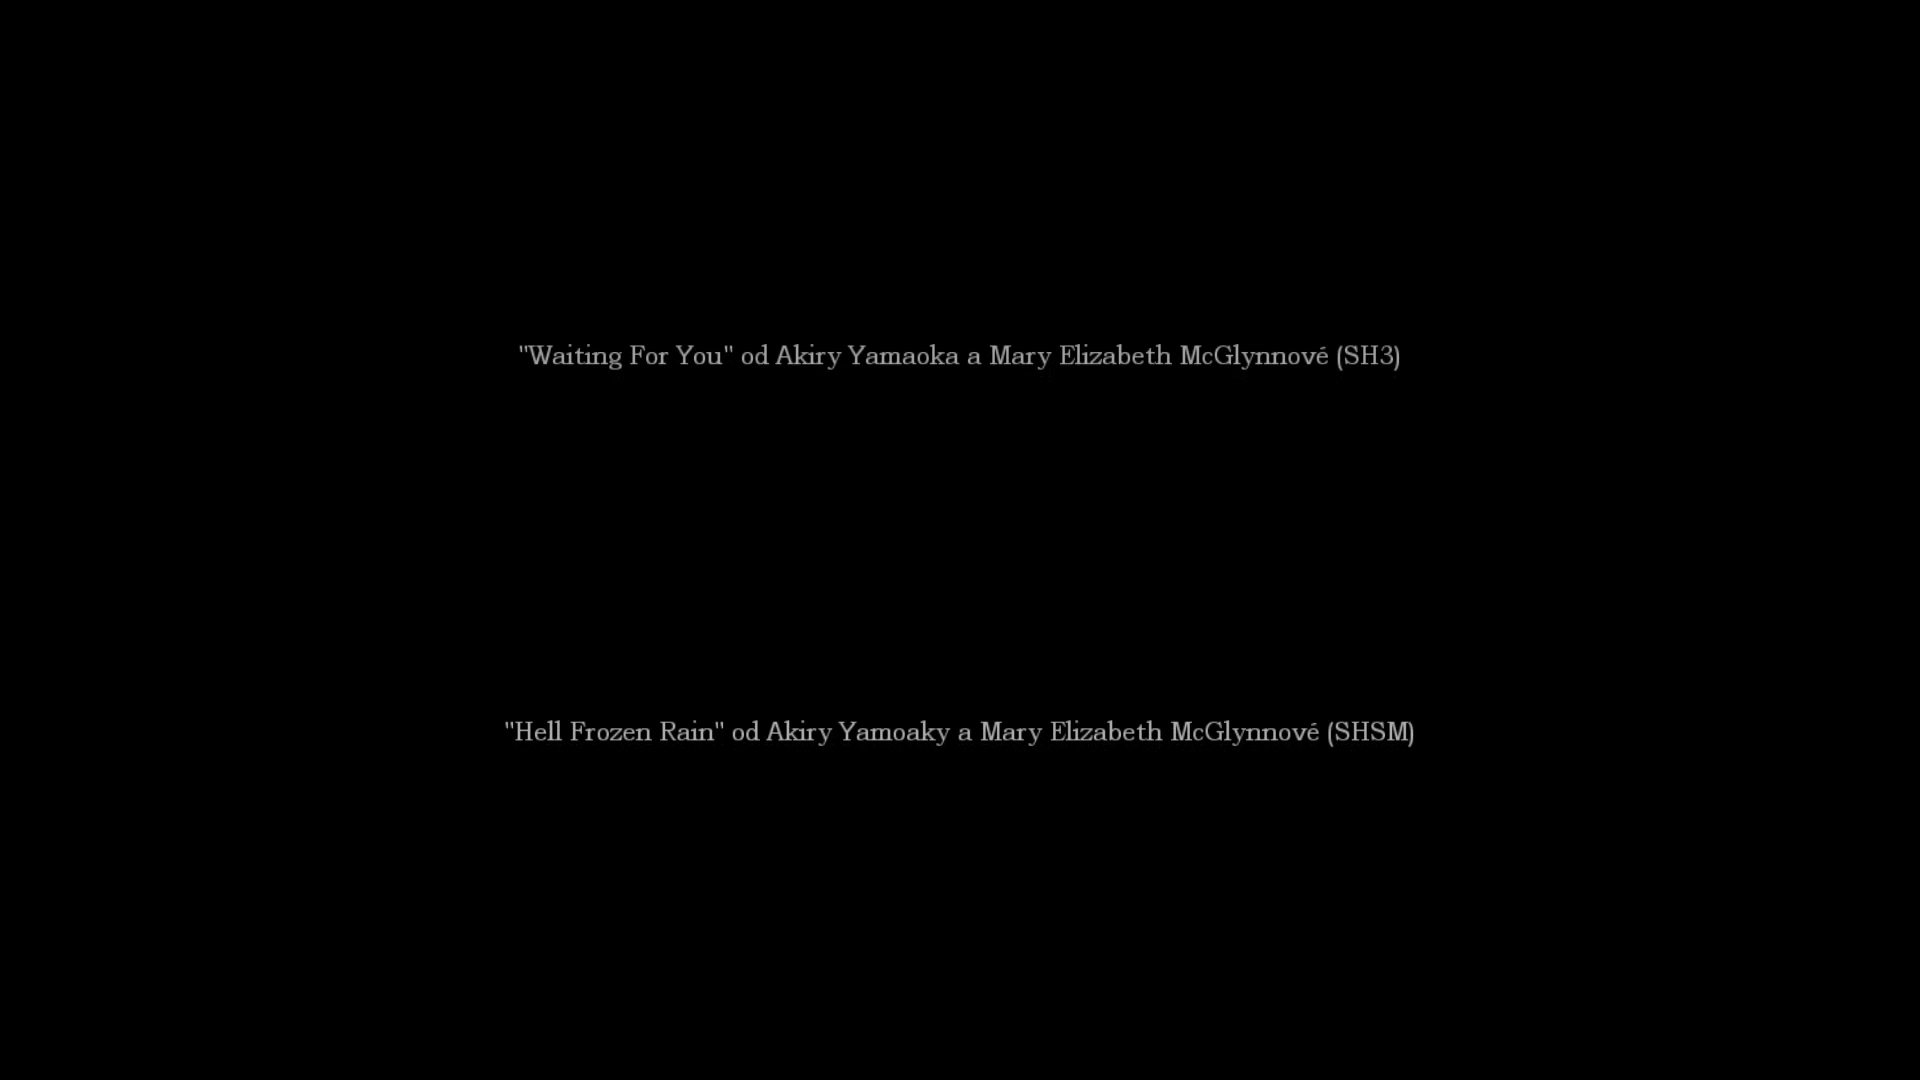 "Waiting For You" od Akiry Yamaoka a Mary Elizabeth McGlynnové (SH3)
"Hell Frozen Rain" od Akiry Yamoaky a Mary Elizabeth McGlynnové (SHSM)